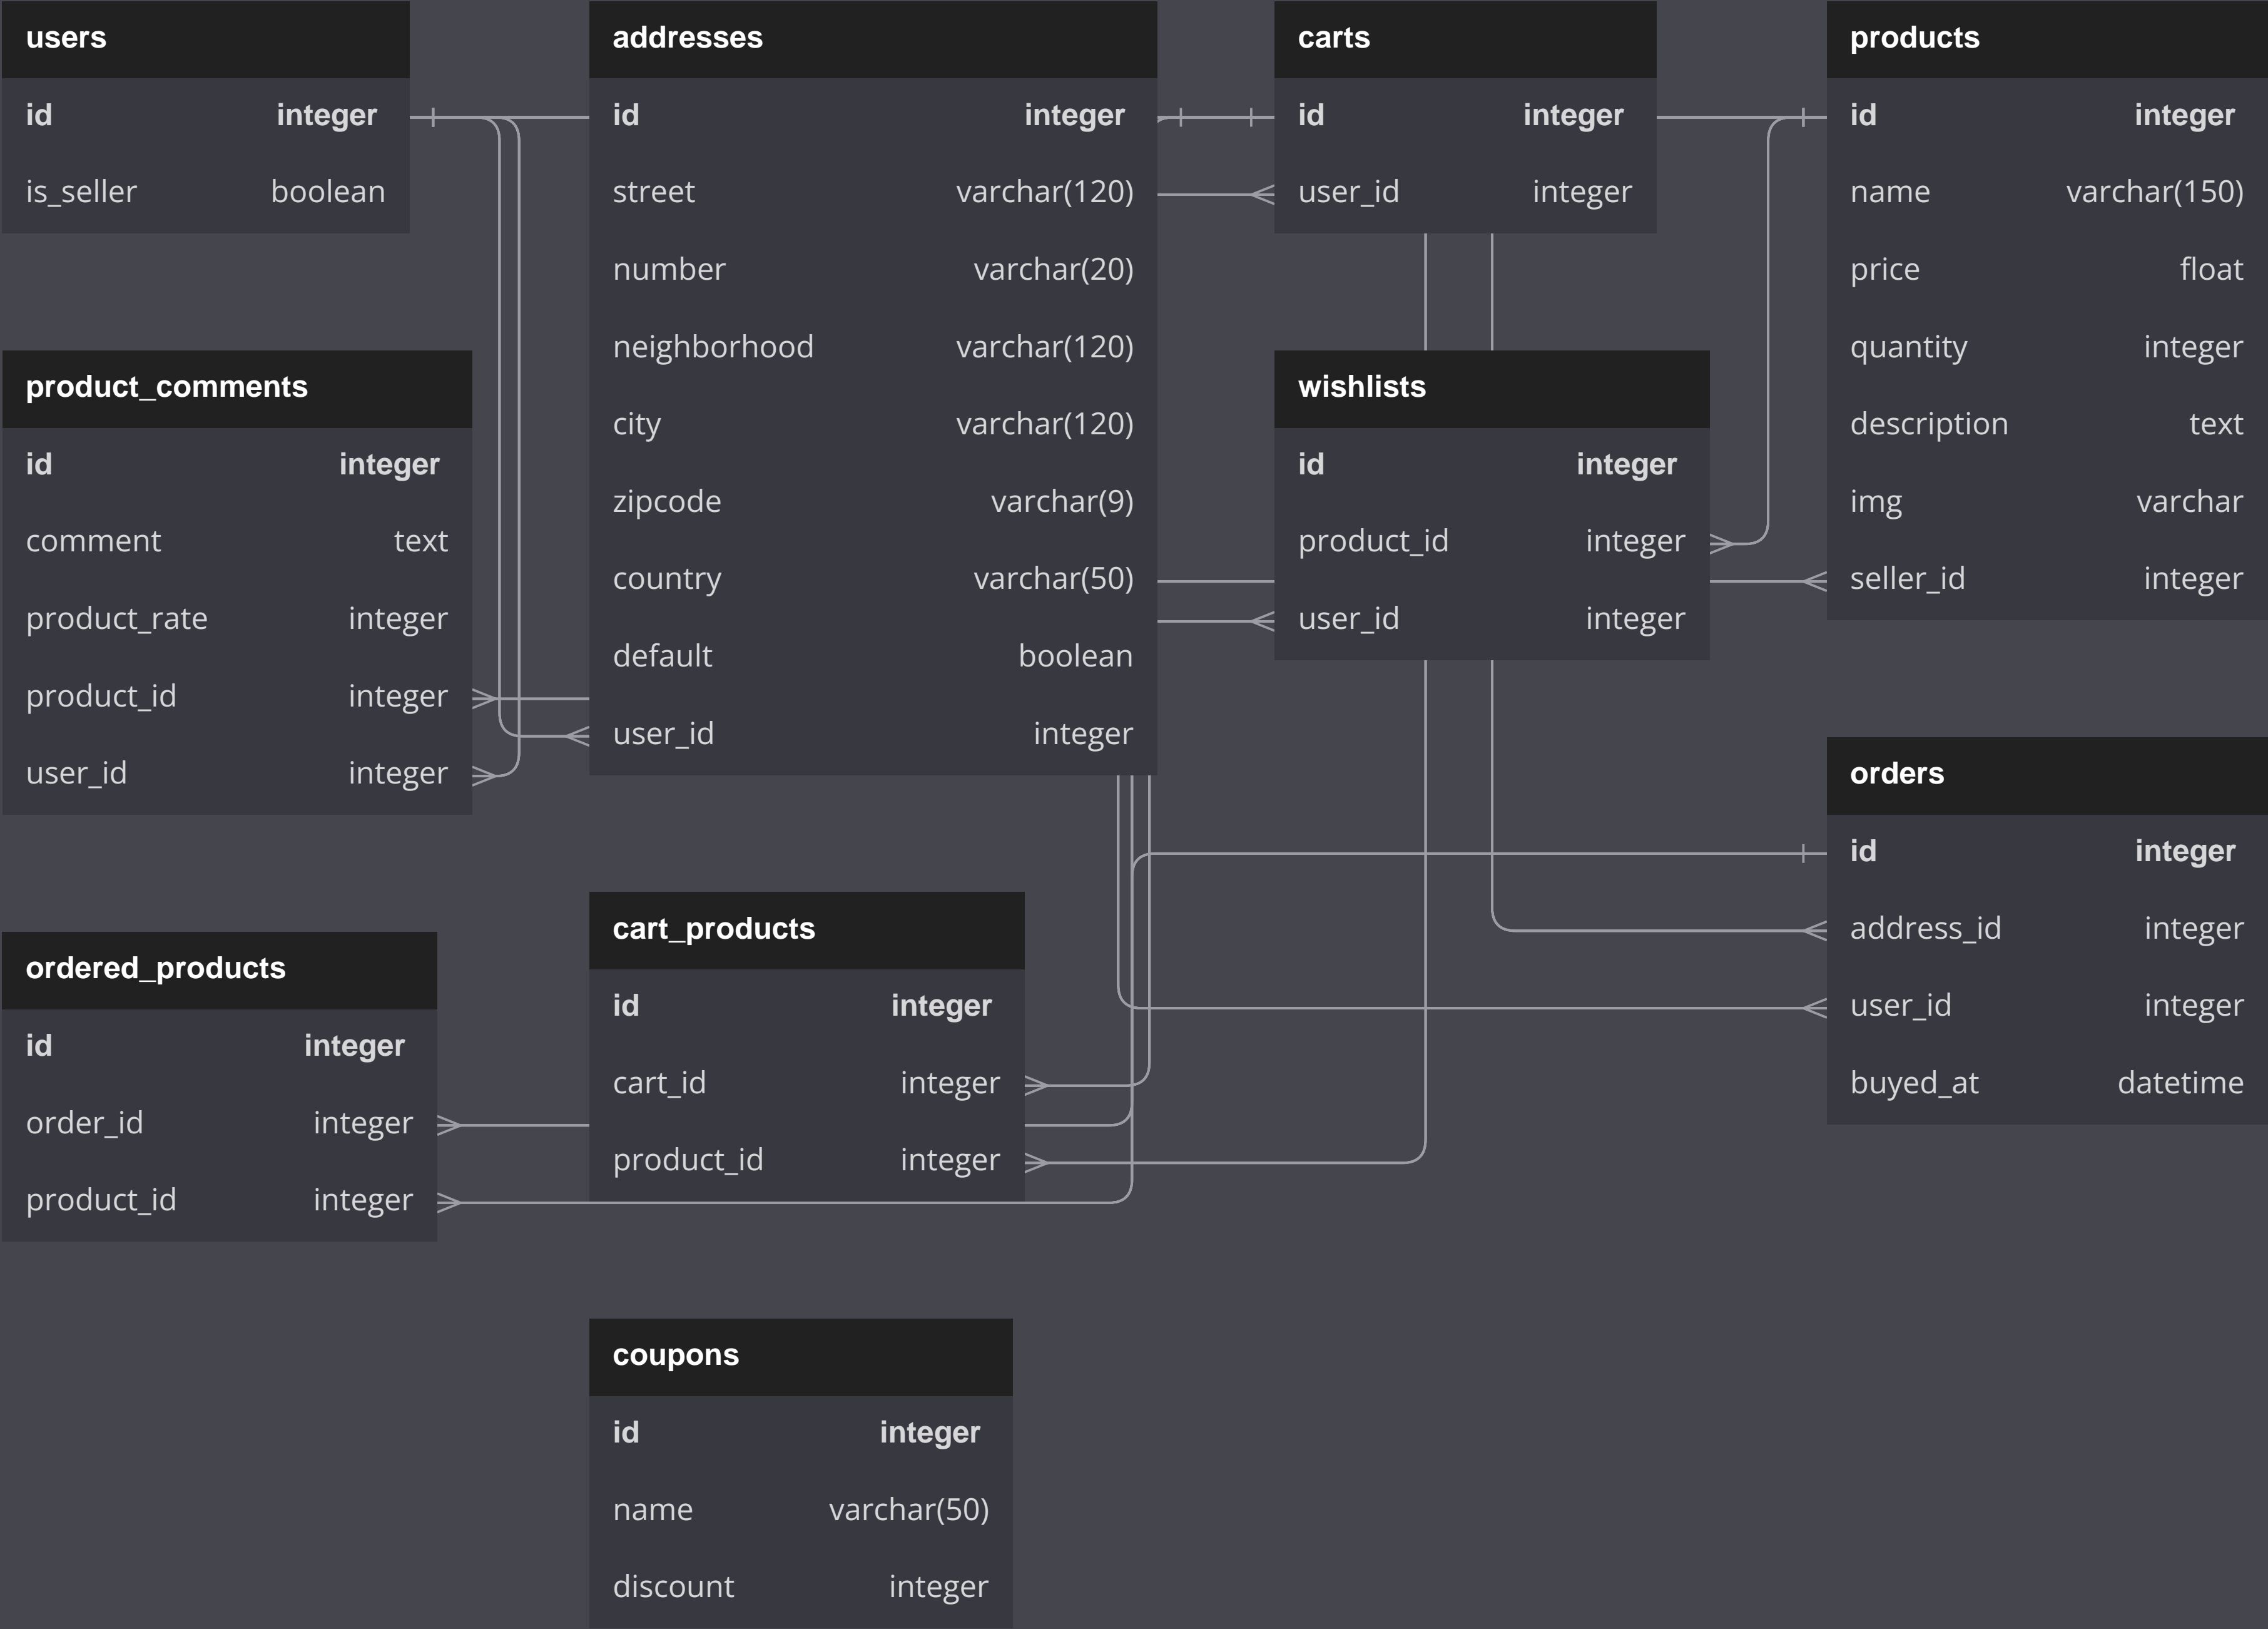 users
id integer
is_seller boolean
addresses
id integer
street varchar(120)
number varchar(20)
neighborhood varchar(120)
city varchar(120)
zipcode varchar(9)
country varchar(50)
default boolean
user_id integer
carts
id integer
user_id integer
products
id integer
name varchar(150)
price float
quantity integer
description text
img varchar
seller_id integer
product_comments
id integer
comment text
product_rate integer
product_id integer
user_id integer
wishlists
id integer
product_id integer
user_id integer
orders
id integer
address_id integer
user_id integer
buyed_at datetime
ordered_products
id integer
order_id integer
product_id integer
cart_products
id integer
cart_id integer
product_id integer
coupons
id integer
name varchar(50)
discount integer